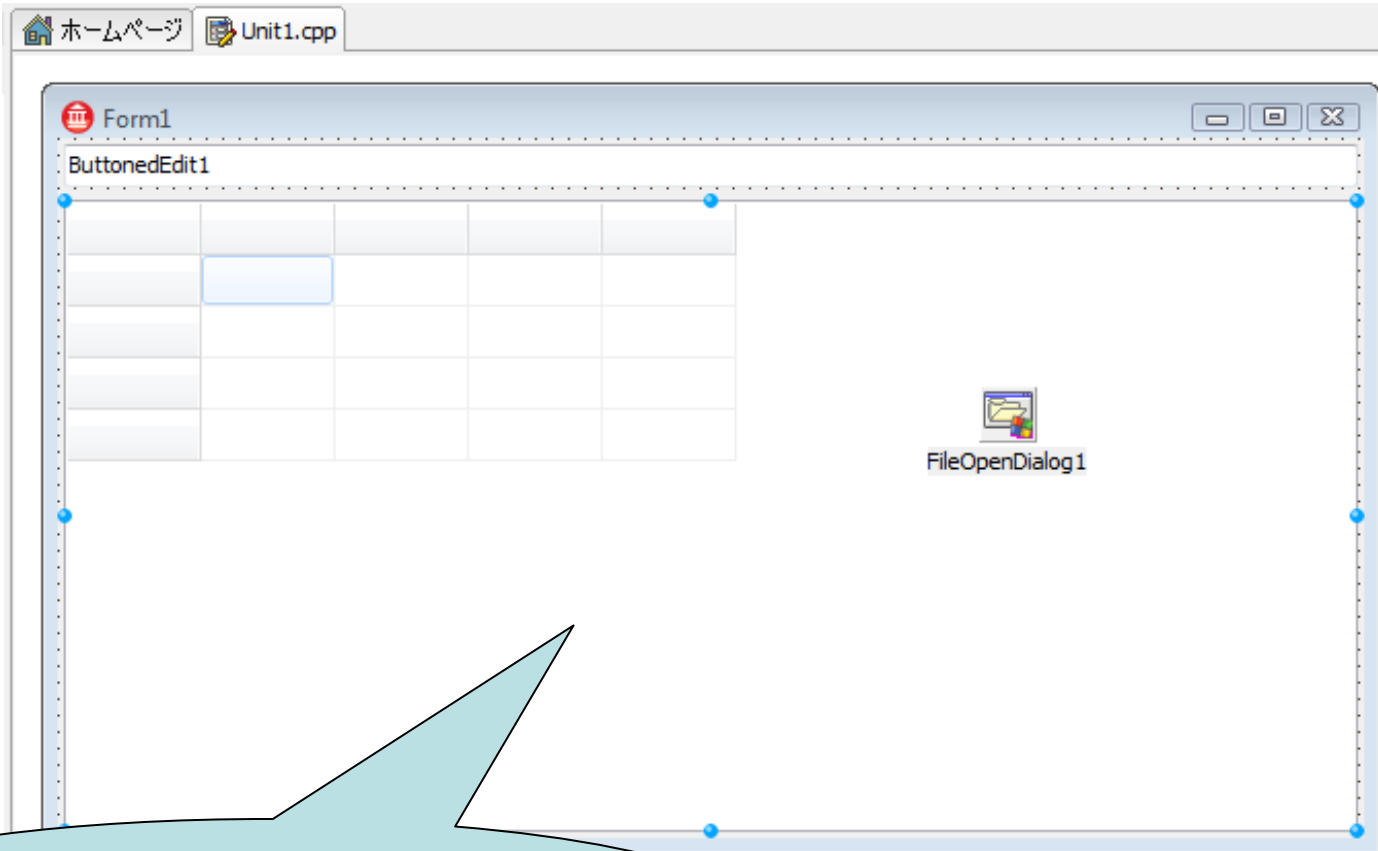 ホームページ
Unit1.cpp
Form1
ButtonedEdit1
FileOpenDialog1